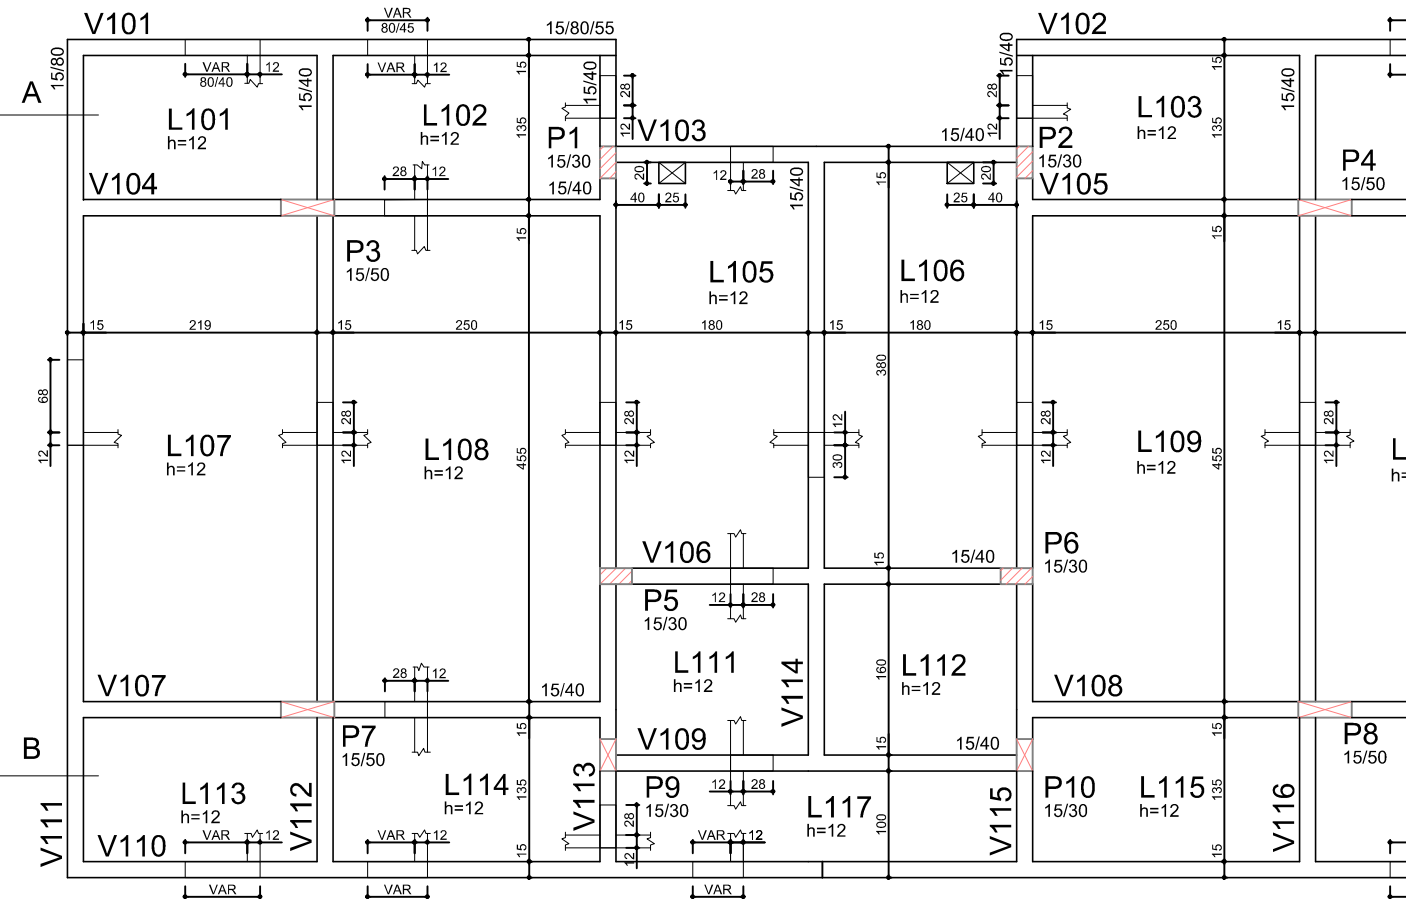 VAR
80/45
V101
15/80/55
V102
15/80
VAR
80/40
12
VAR
12
15
15/40
15/40
28
12
15/40
28
12
15
15/40
A
L101
h=12
L102
h=12
135
P1
15/30
V103
15/40
P2
15/30
L103
h=12
135
P4
15/50
V104
28
12
15/40
20
40
25
12
28
15/40
15
20
25
40
V105
P3
15/50
15
15
L105
h=12
L106
h=12
15
219
15
250
15
180
15
180
15
250
15
68
12
28
12
28
12
12
30
380
28
12
28
12
L107
h=12
L108
h=12
455
L109
h=12
455
L
h=
V106
15
15/40
P6
15/30
P5
15/30
12
28
V107
28
12
15/40
L111
h=12
V114
160
L112
h=12
V108
B
P7
15/50
15
V109
15
15/40
15
P8
15/50
L113
h=12
L114
h=12
135
V113
P9
15/30
12
28
L117
h=12
100
P10
15/30
L115
h=12
135
V111
V110
VAR
12
V112
VAR
12
15
28
12
VAR
12
V115
15
V116
VAR
VAR
VAR